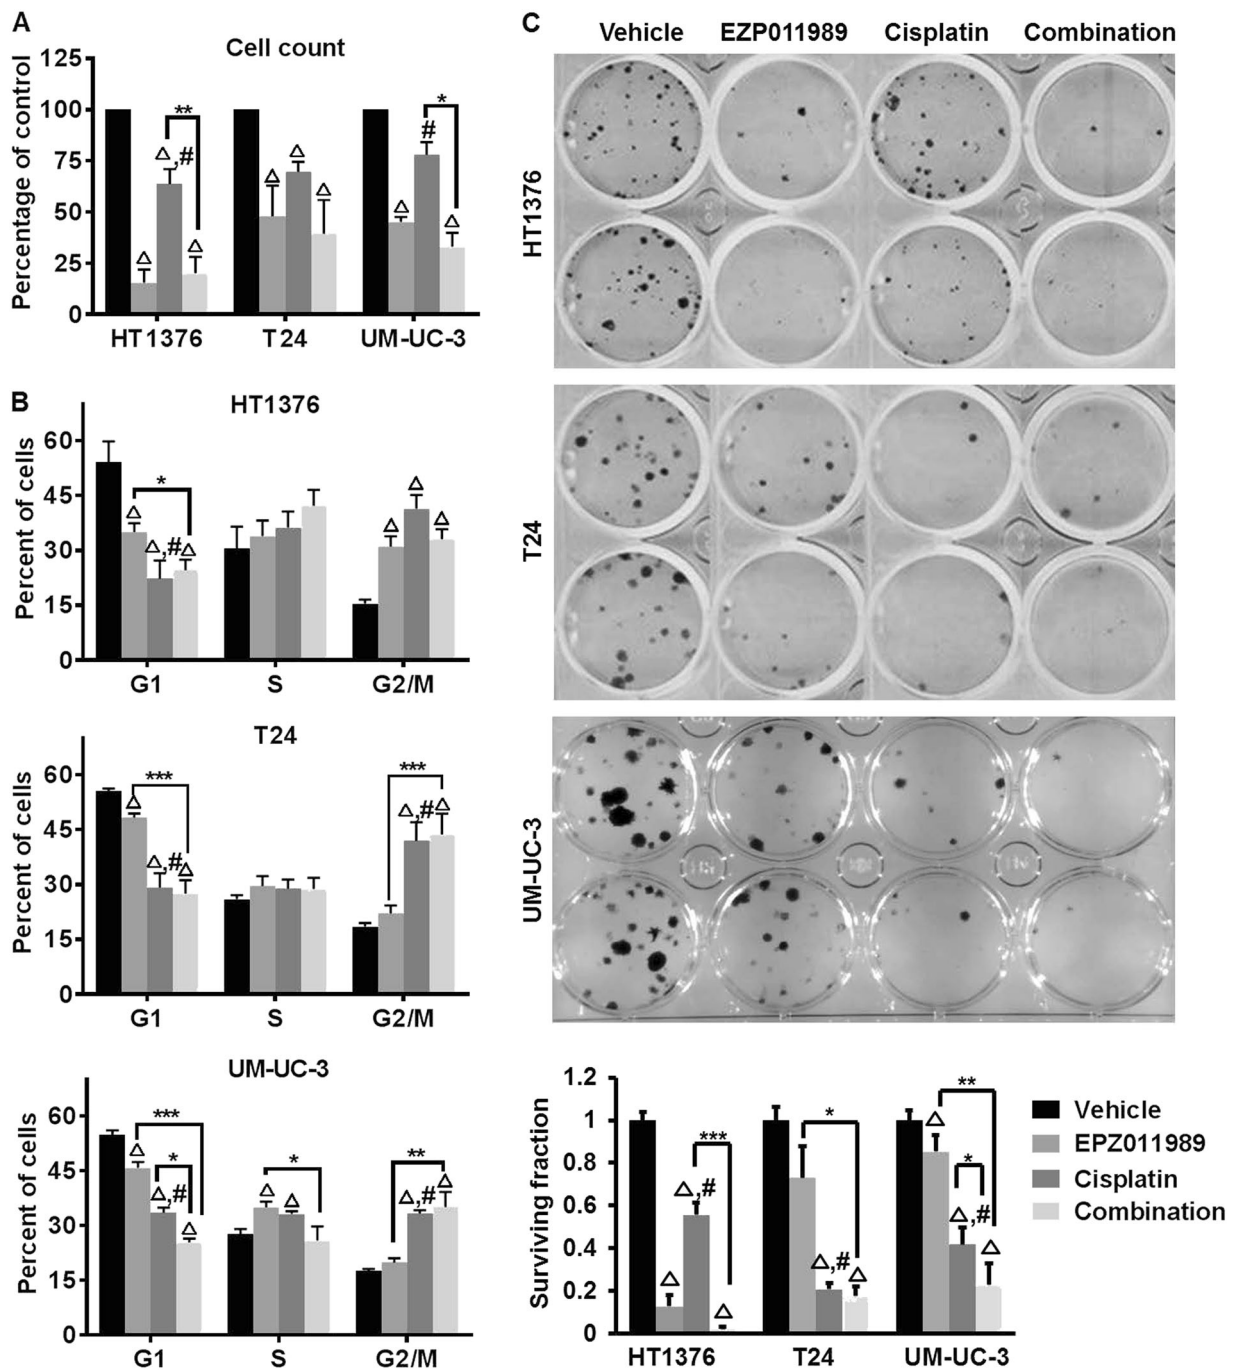 A
Cell count
Percentage of control
125
100
75
50
25
0
**
*
Δ
Δ,#
Δ
Δ
Δ
Δ
Δ
#
Δ
HT1376
T24
UM-UC-3
B
HT1376
Percent of cells
60
45
30
15
0
*
Δ
Δ,#
Δ
Δ
Δ
Δ
G1
S
G2/M
T24
Percent of cells
60
45
30
15
0
***
***
Δ
Δ,#
Δ
Δ,#
Δ
G1
S
G2/M
UM-UC-3
Percent of cells
60
45
30
15
0
***
*
*
**
Δ
Δ,#
Δ
Δ
Δ
Δ,#
Δ
G1
S
G2/M
C
Vehicle
EZP011989
Cisplatin
Combination
HT1376
T24
UM-UC-3
Surviving fraction
1.2
1
0.8
0.6
0.4
0.2
0
***
*
**
*
Δ
Δ,#
Δ
Δ,#
Δ
Δ
Δ,#
Δ
HT1376
T24
UM-UC-3
Vehicle
EPZ011989
Cisplatin
Combination